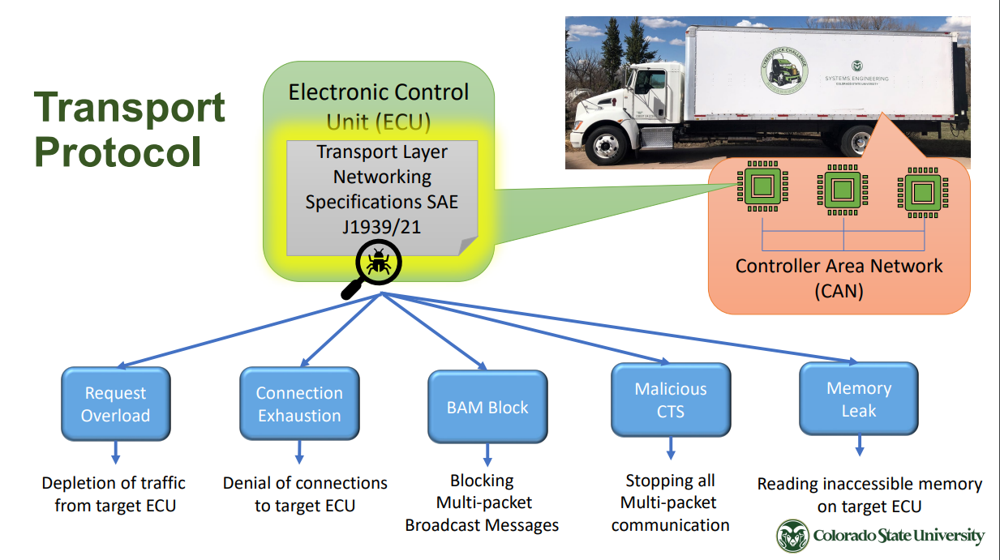 Transport
Protocol
Electronic Control
Unit (ECU)
Transport Layer
Networking
Specifications SAE
J1939/21
CYBERTRUCK CHALLENGE
SYSTEMS ENGINEERING
COLORADO STATE UNIVERSITY
Controller Area Network
(CAN)
Request
Overload
Connection
Exhaustion
BAM Block
Malicious
CTS
Memory
Leak
Depletion of traffic
from target ECU
Denial of connections
to target ECU
Blocking
Multi-packet
Broadcast Messages
Stopping all
Multi-packet
communication
Reading inaccessible memory
on target ECU
Colorado State University